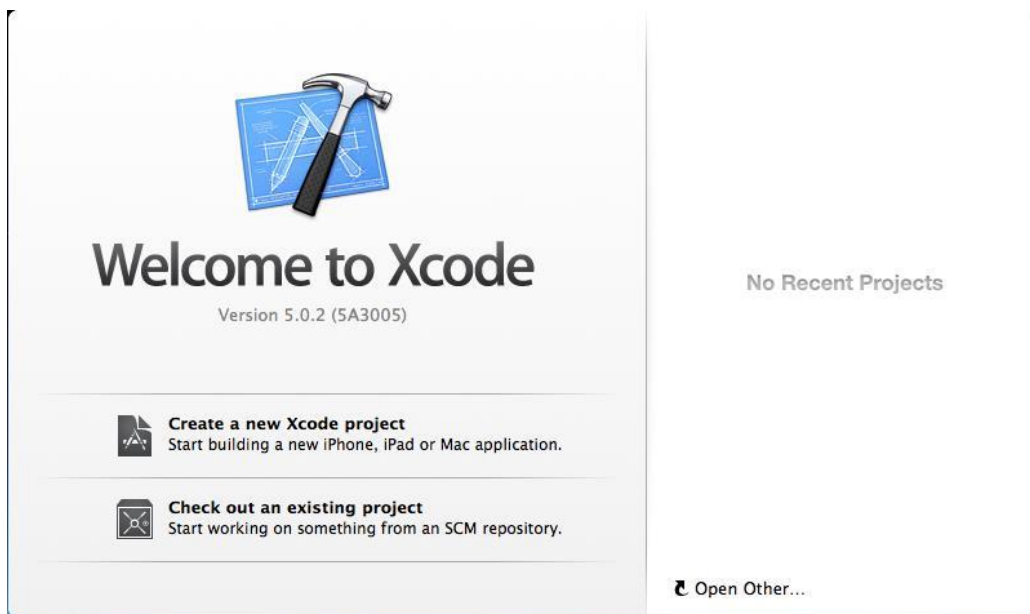 Welcome to Xcode
Version 5.0.2 (5A3005)
Create a new Xcode project
Start building a new iPhone, iPad or Mac application.
Check out an existing project
Start working on something from an SCM repository.
No Recent Projects
Open Other...